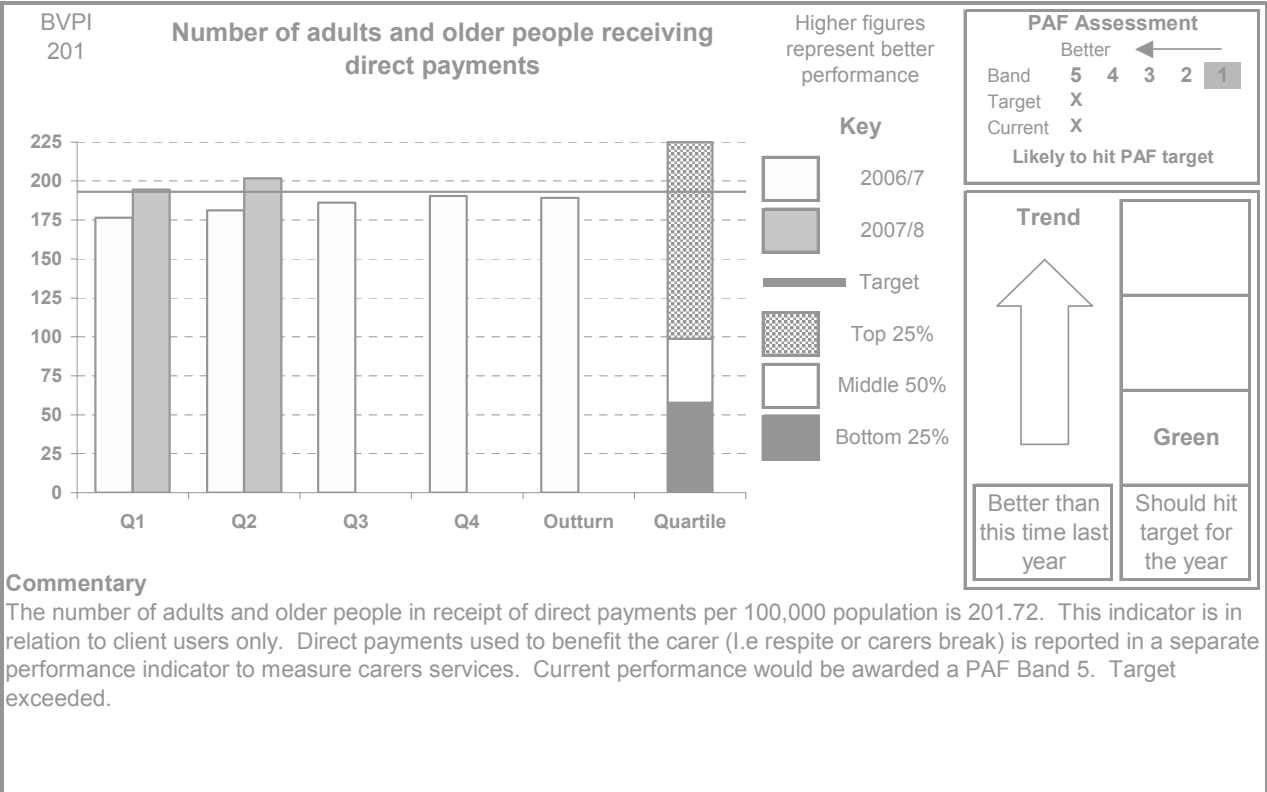 BVPI
201
Number of adults and older people receiving
direct payments
Higher figures
represent better
performance
PAF Assessment
Better
Band 5 4 3 2 1
Target X
Current X
Likely to hit PAF target
Key
2006/7
2007/8
Target
Top 25%
Middle 50%
Bottom 25%
225
200
175
150
125
100
75
50
25
0
Q1 Q2 Q3 Q4 Outturn Quartile
Trend
Green
Better than
this time last
year
Should hit
target for
the year
Commentary
The number of adults and older people in receipt of direct payments per 100,000 population is 201.72. This indicator is in
relation to client users only. Direct payments used to benefit the carer (I.e respite or carers break) is reported in a separate
performance indicator to measure carers services. Current performance would be awarded a PAF Band 5. Target
exceeded.